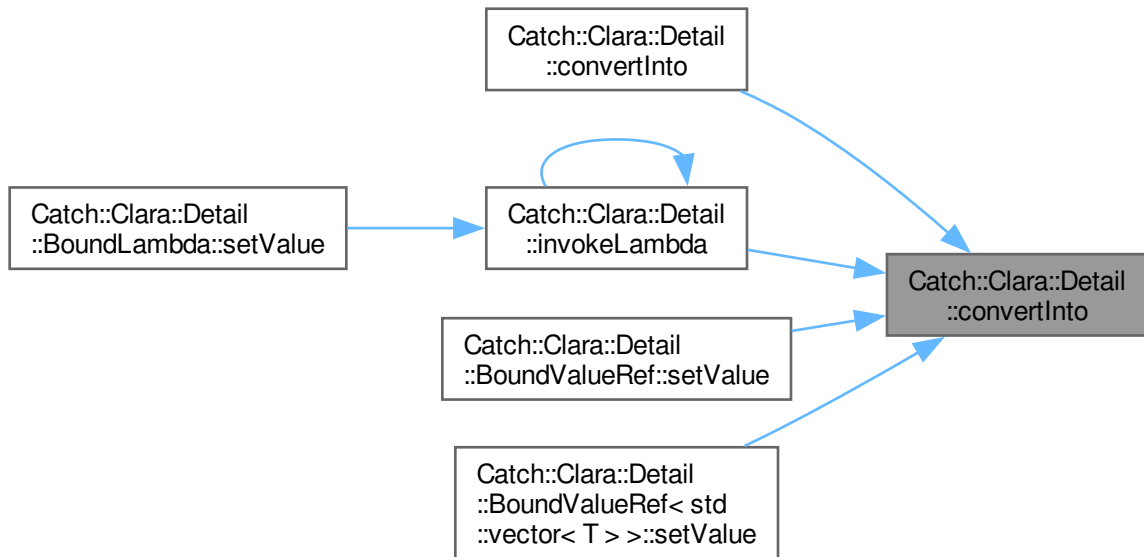 Catch::Clara::Detail
::convertInto
Catch::Clara::Detail
::BoundLambda::setValue
Catch::Clara::Detail
::invokeLambda
Catch::Clara::Detail
::convertInto
Catch::Clara::Detail
::BoundValueRef::setValue
Catch::Clara::Detail
::BoundValueRef< std
::vector< T > >::setValue